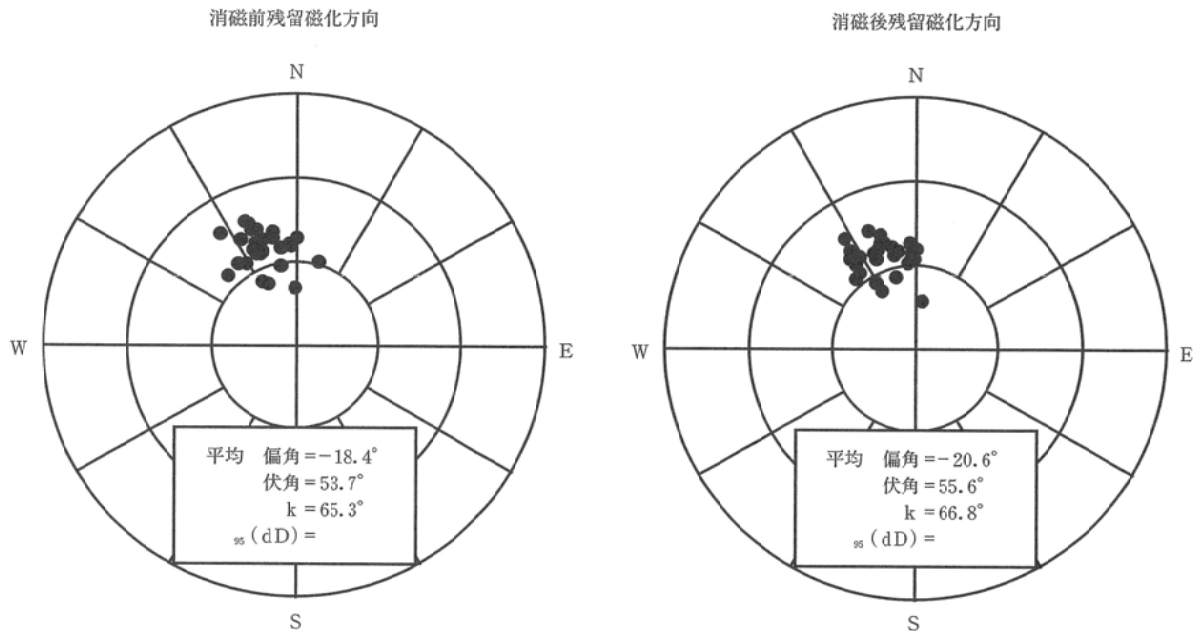 消磁前残留磁化方向
N
W
E
平均 偏角=-18.4°
伏角=53.7°
k=65.3°
₉₅(dD)=
S
消磁後残留磁化方向
N
W
E
平均 偏角=-20.6°
伏角=55.6°
k=66.8°
₉₅(dD)=
S